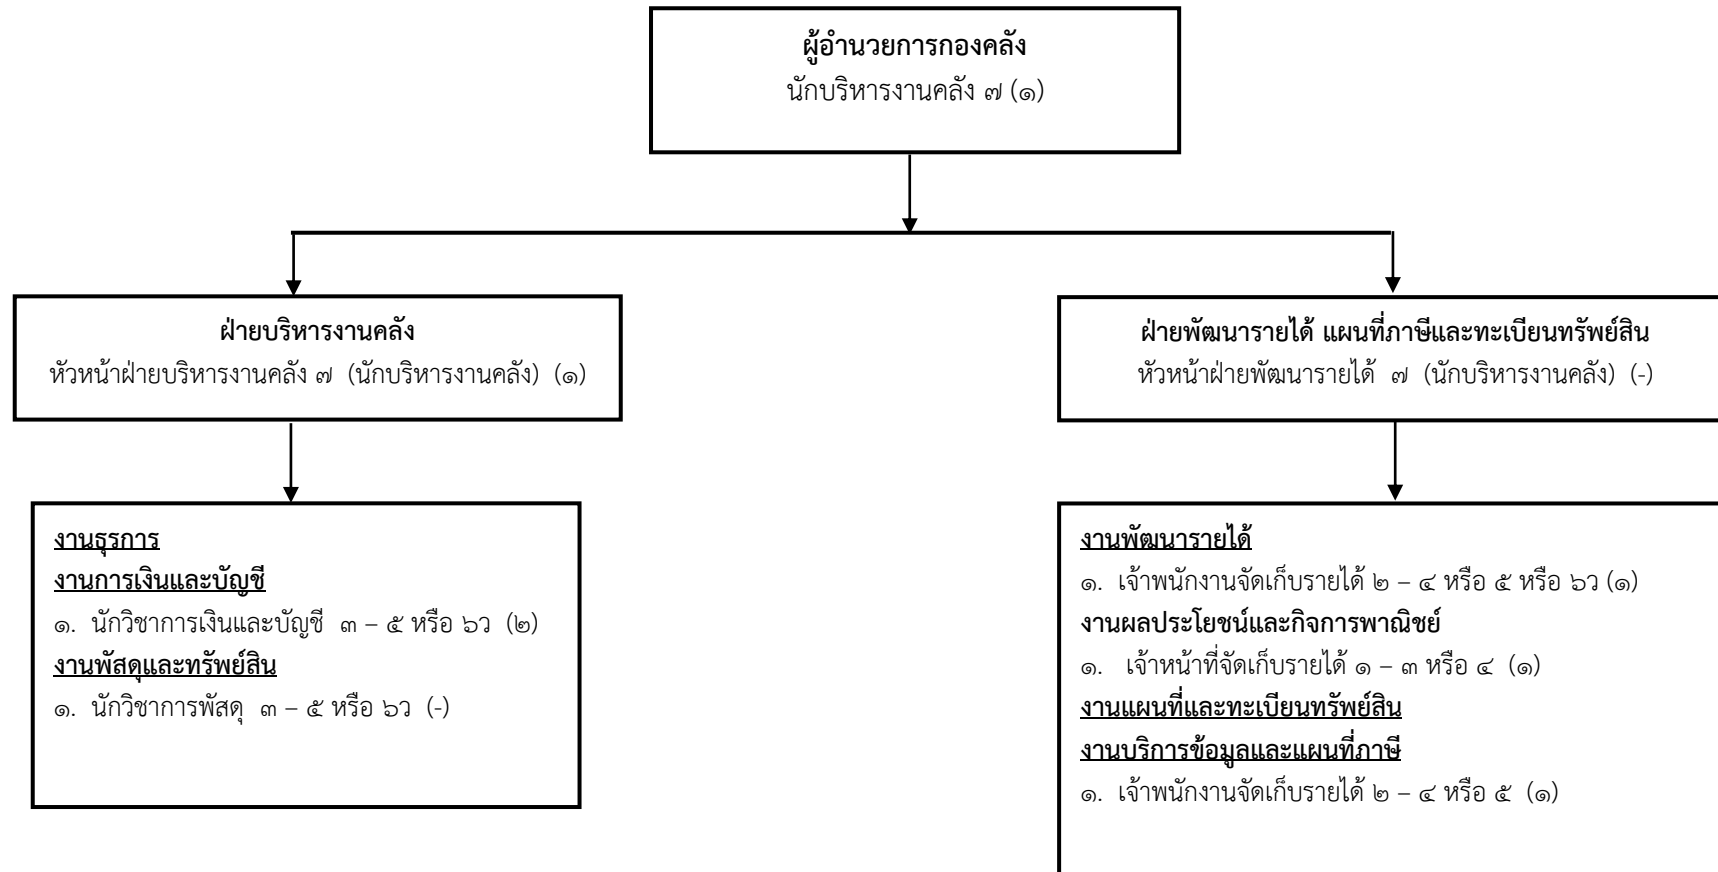 ผู้อำนวยการกองคลัง
นักบริหารงานคลัง ๗ (๑)
ฝ่ายบริหารงานคลัง
หัวหน้าฝ่ายบริหารงานคลัง ๗ (นักบริหารงานคลัง) (๑)
ฝ่ายพัฒนารายได้ แผนที่ภาษีและทะเบียนทรัพย์สิน
หัวหน้าฝ่ายพัฒนารายได้ ๗ (นักบริหารงานคลัง) (-)
งานธุรการ
งานการเงินและบัญชี
๑. นักวิชาการเงินและบัญชี ๓ – ๕ หรือ ๖ว (๒)
งานพัสดุและทรัพย์สิน
๑. นักวิชาการพัสดุ ๓ – ๕ หรือ ๖ว (-)
งานพัฒนารายได้
๑. เจ้าพนักงานจัดเก็บรายได้ ๒ – ๔ หรือ ๕ หรือ ๖ว (๑)
งานผลประโยชน์และกิจการพาณิชย์
๑. เจ้าหน้าที่จัดเก็บรายได้ ๑ – ๓ หรือ ๔ (๑)
งานแผนที่และทะเบียนทรัพย์สิน
งานบริการข้อมูลและแผนที่ภาษี
๑. เจ้าพนักงานจัดเก็บรายได้ ๒ – ๔ หรือ ๕ (๑)